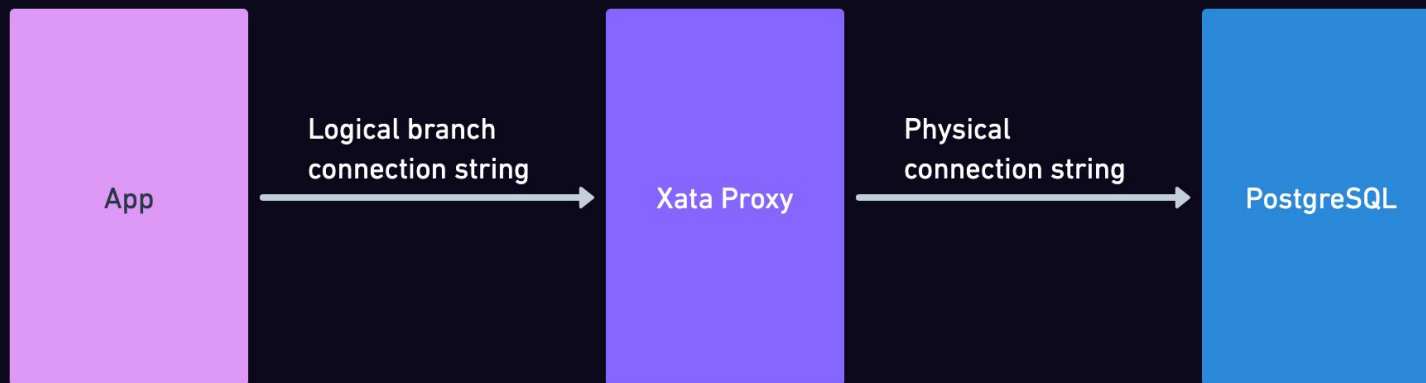 App
Logical branch
connection string
Xata Proxy
Physical
connection string
PostgreSQL